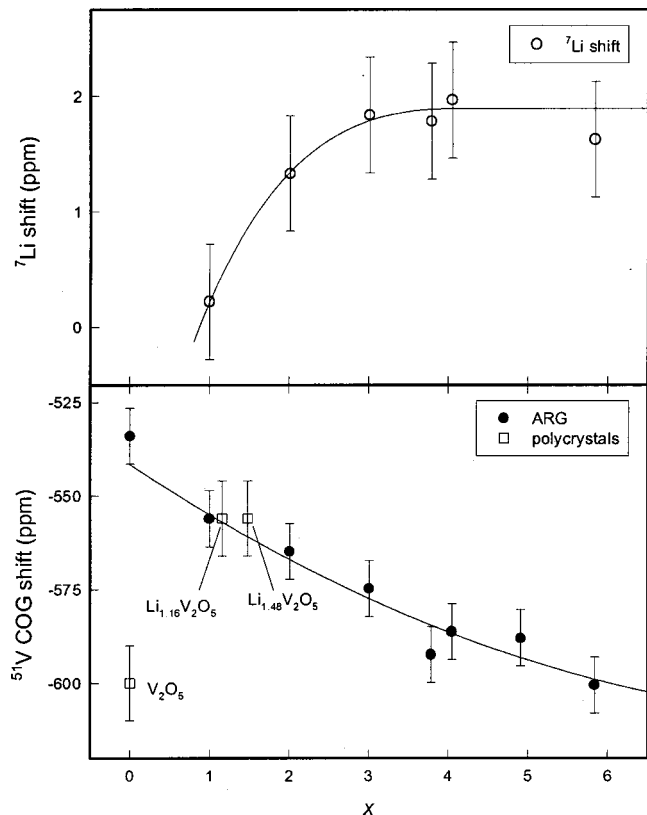 ⁷Li shift
2
1
0
⁷Li shift (ppm)
-525
-550
-575
-600
⁵¹V COG shift (ppm)
ARG
polycrystals
Li₁.₁₆V₂O₅
Li₁.₄₈V₂O₅
V₂O₅
0 1 2 3 4 5 6
X